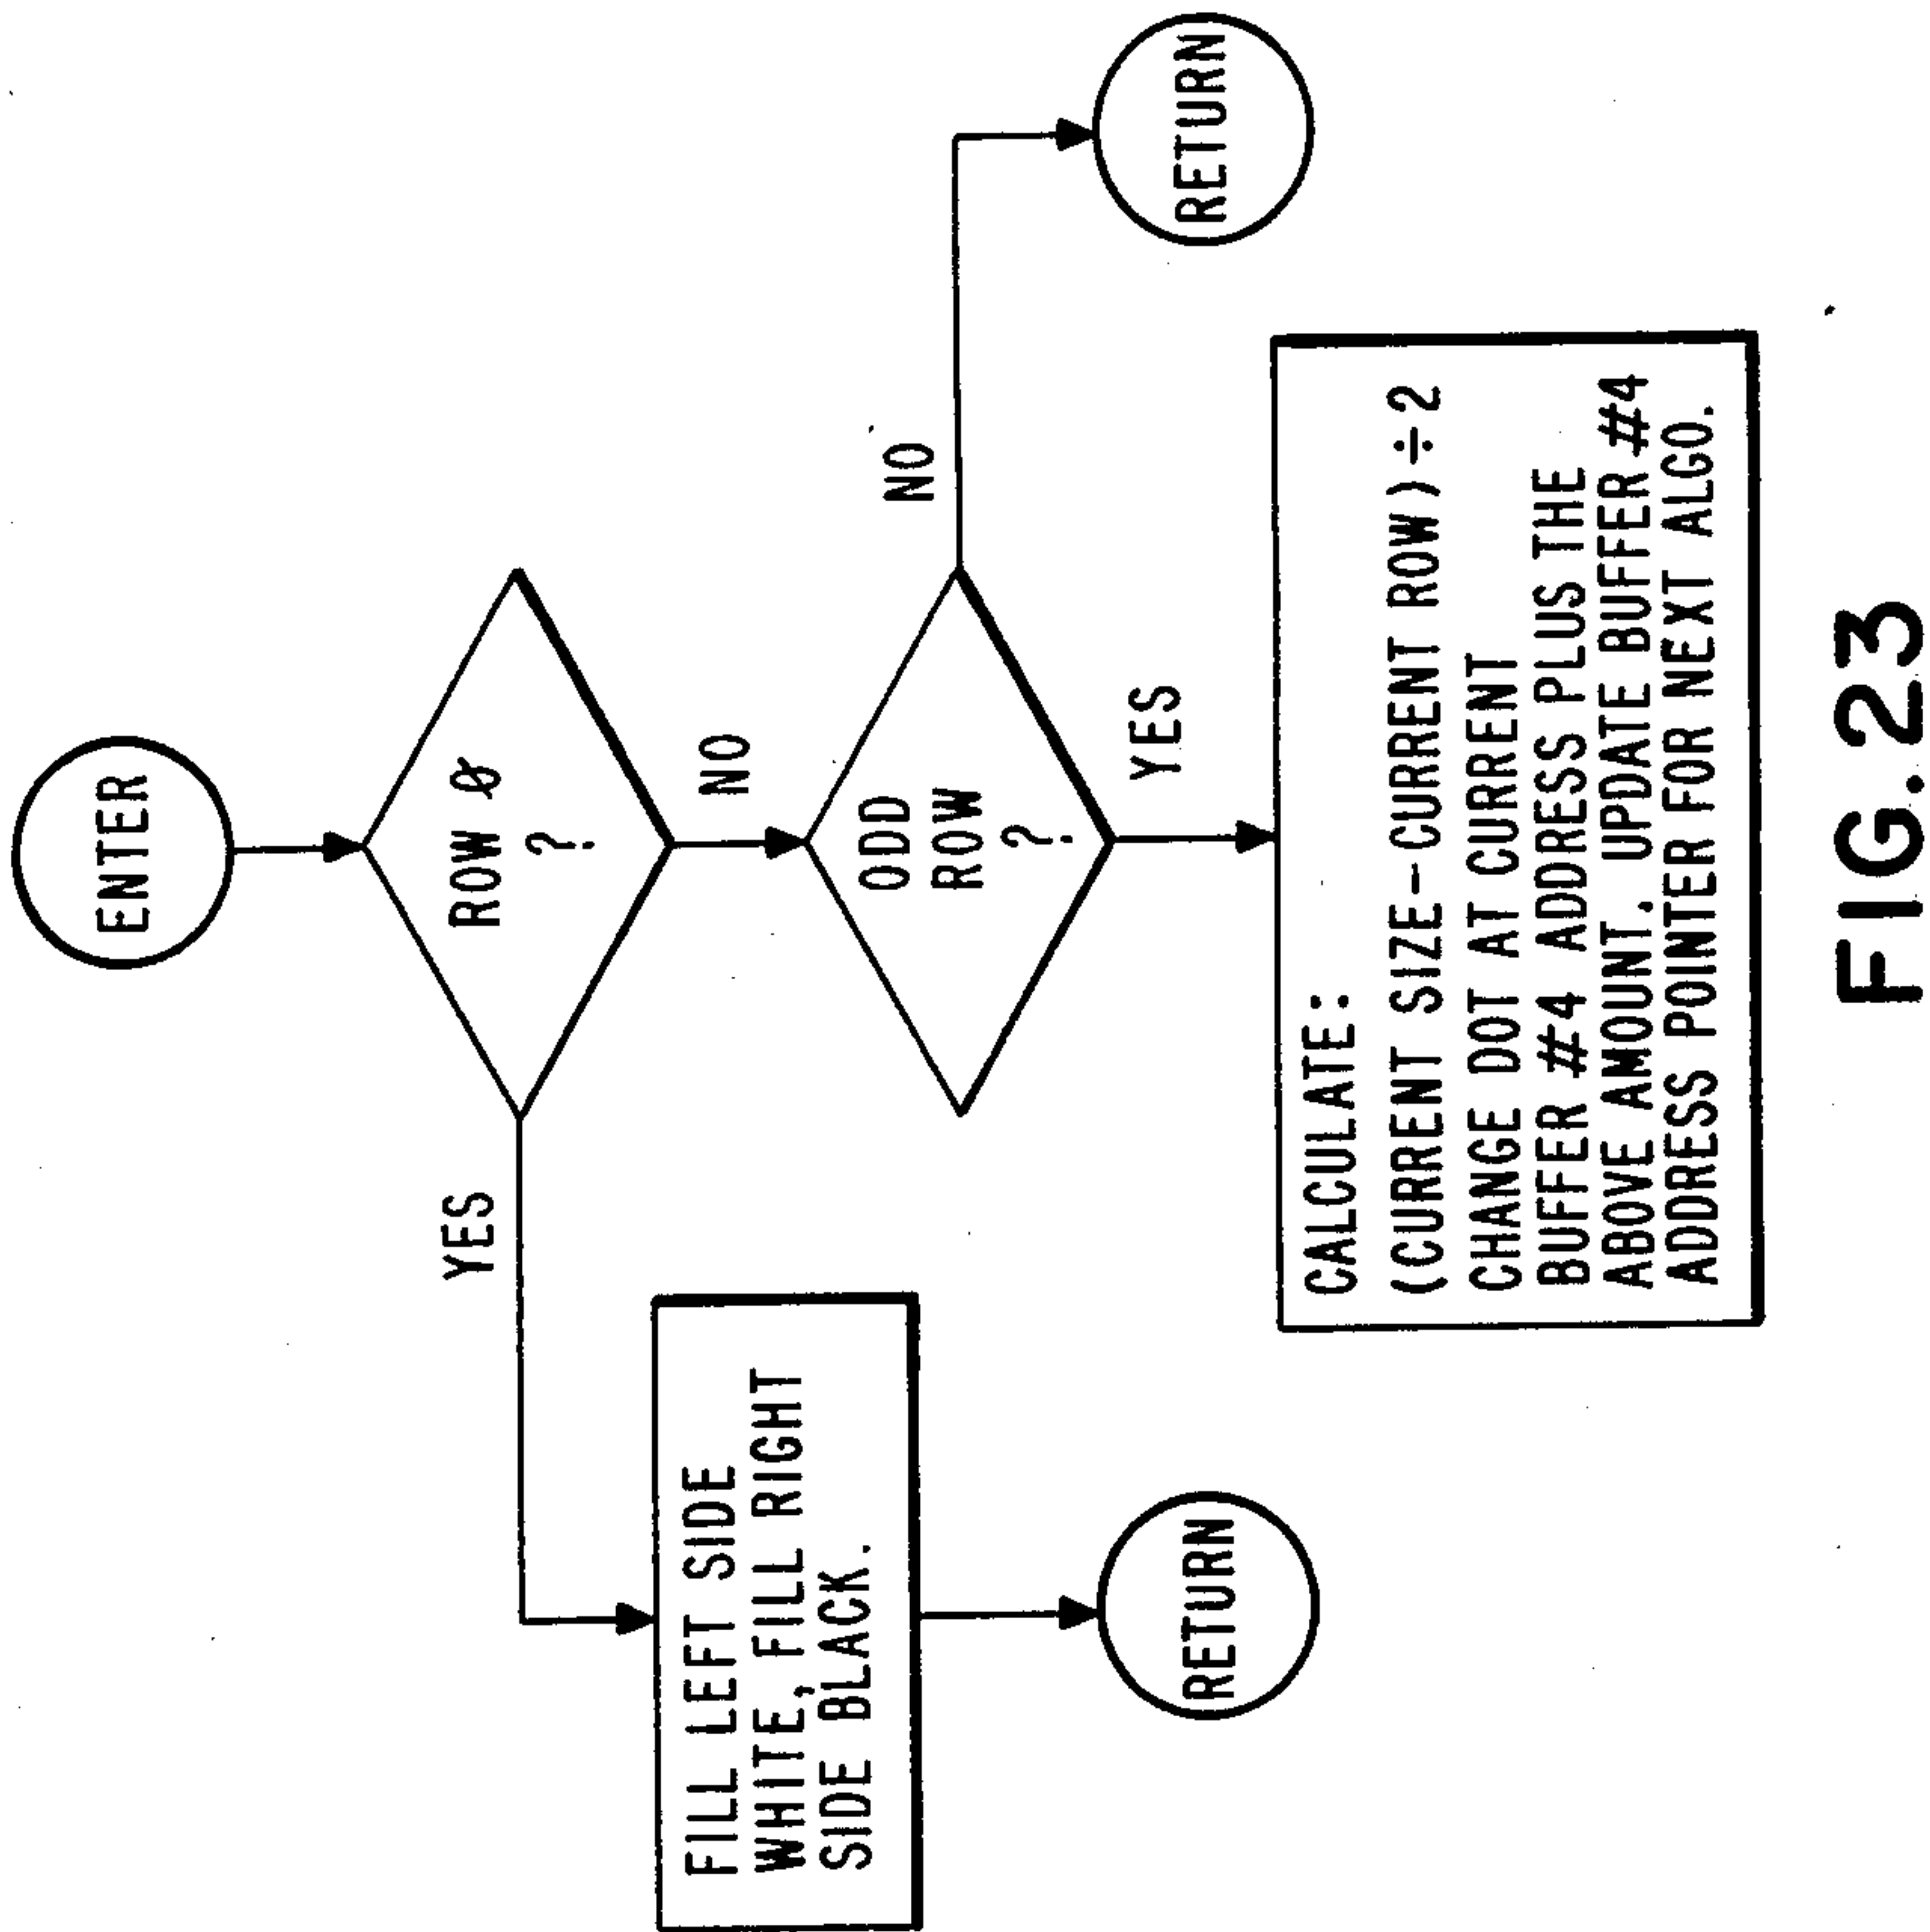 ENTER
ROW 0
?
YES
NO
FILL LEFT SIDE
WHITE, FILL RIGHT
SIDE BLACK.
RETURN
ODD
ROW
?
NO
RETURN
YES
CALCULATE:
(CURRENT SIZE-CURRENT ROW)÷2
CHANGE DOT AT CURRENT
BUFFER #4 ADDRESS PLUS THE
ABOVE AMOUNT. UPDATE BUFFER #4
ADDRESS POINTER FOR NEXT ALGO.
FIG. 23